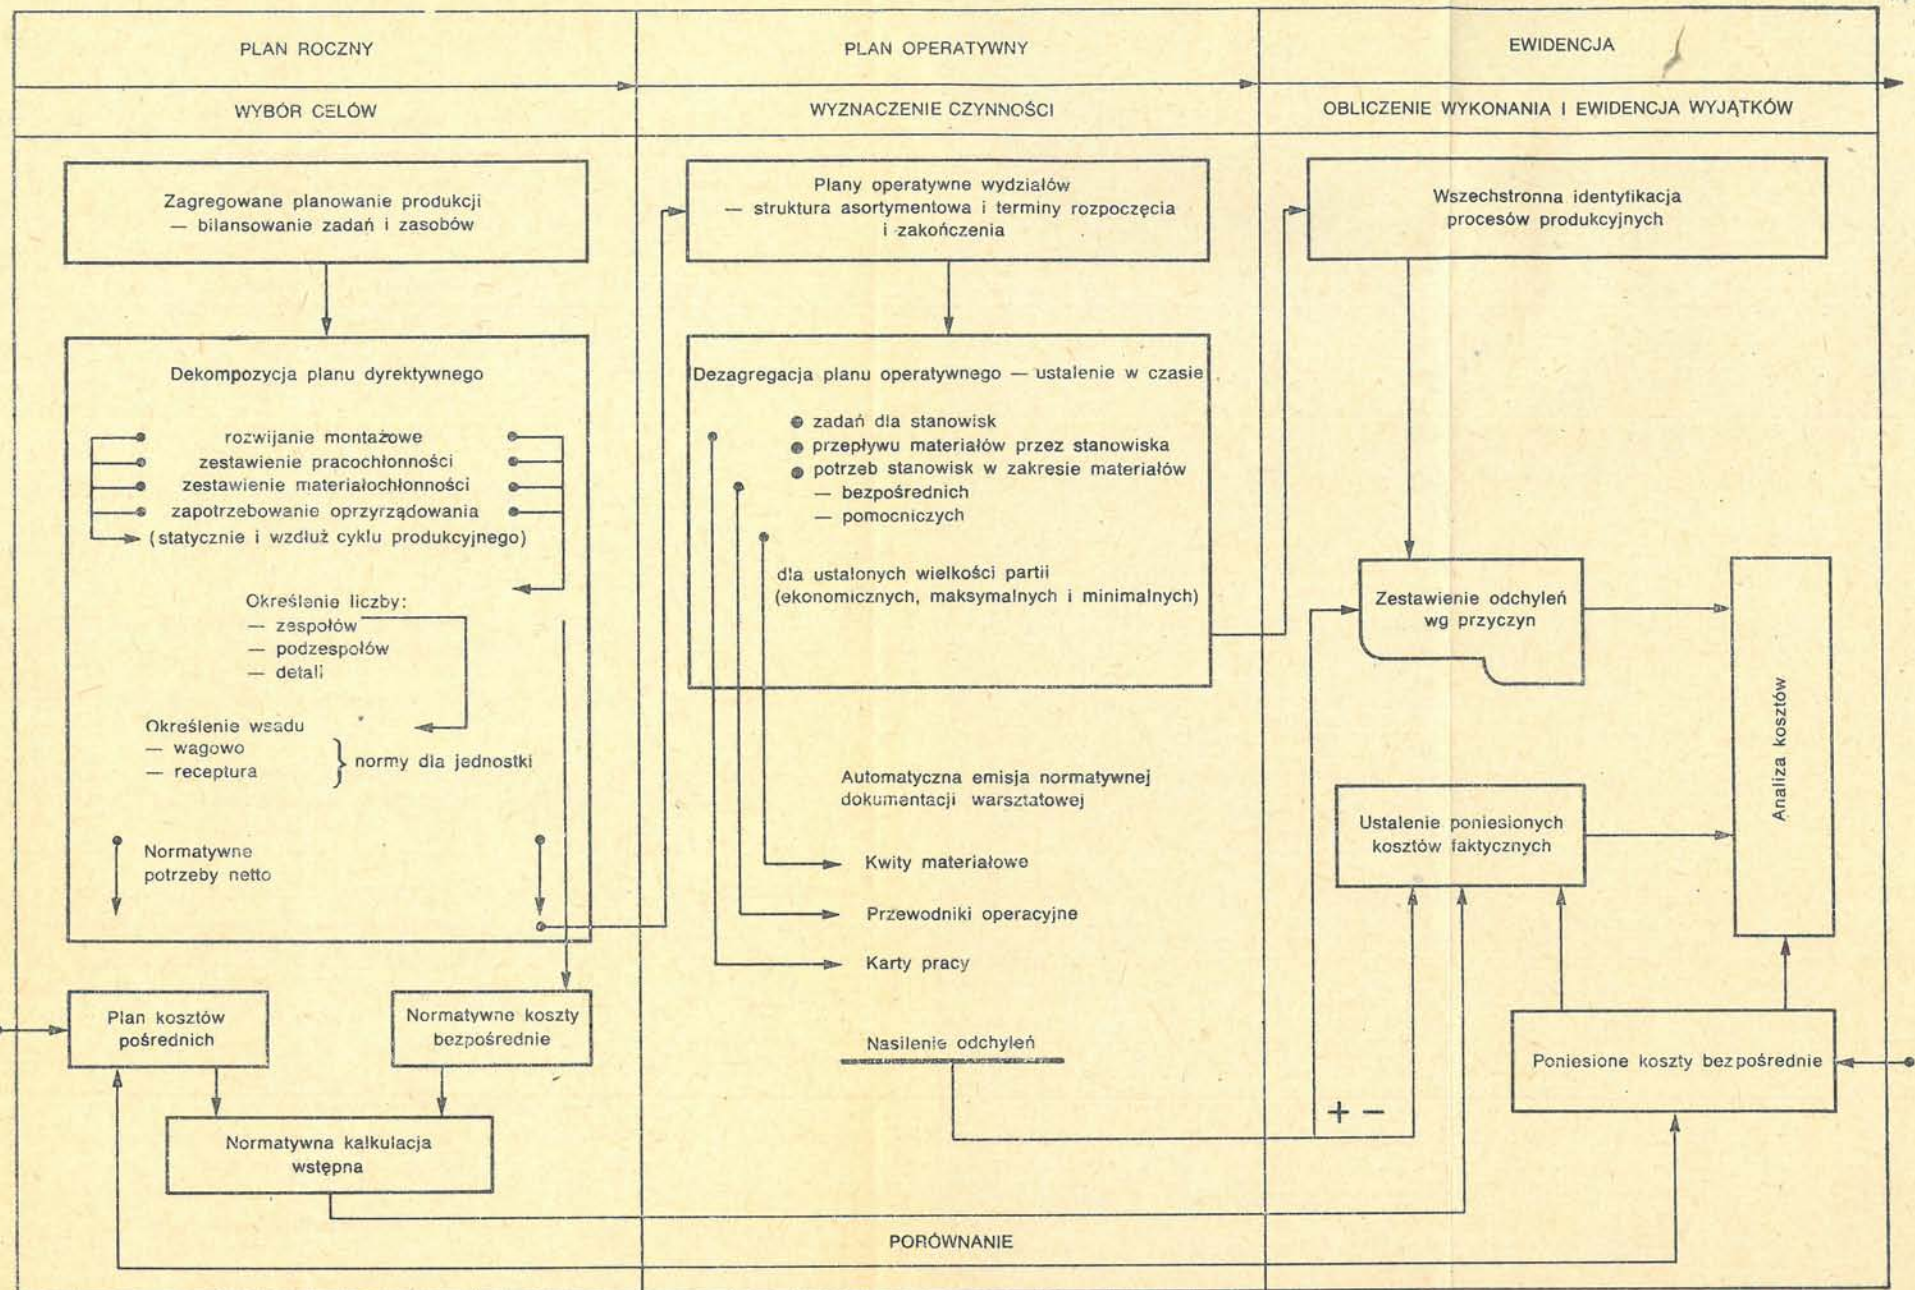 PLAN ROCZNY
WYBÓR CELÓW
Zagregowane planowanie produkcji
— bilansowanie zadań i zasobów
Dekompozycja planu dyrektywnego
rozwijanie montażowe
zestawienie pracochłonności
zestawienie materiałochłonności
zapotrzebowanie oprzyrządowania
(statycznie i wzdłuż cyklu produkcyjnego)
Określenie liczby:
— zespołów
— podzespołów
— detali
Określenie wsadu
— wagowo
— receptura
normy dla jednostki
Normatywne
potrzeby netto
Plan kosztów
pośrednich
Normatywne koszty
bezpośrednie
Normatywna kalkulacja
wstępna
PLAN OPERATYWNY
WYZNACZENIE CZYNNOŚCI
Plany operatywne wydziałów
— struktura asortymentowa i terminy rozpoczęcia
i zakończenia
Dezagregacja planu operatywnego — ustalenie w czasie
● zadań dla stanowisk
● przepływu materiałów przez stanowiska
● potrzeb stanowisk w zakresie materiałów
— bezpośrednich
— pomocniczych
dla ustalonych wielkości partii
(ekonomicznych, maksymalnych i minimalnych)
Automatyczna emisja normatywnej
dokumentacji warsztatowej
Kwity materiałowe
Przewodniki operacyjne
Karty pracy
Nasilenie odchyleń
PORÓWNANIE
EWIDENCJA
OBLICZENIE WYKONANIA I EWIDENCJA WYJĄTKÓW
Wszechstronna identyfikacja
procesów produkcyjnych
Zestawienie odchyleń
wg przyczyn
Ustalenie poniesionych
kosztów faktycznych
Analiza kosztów
Poniesione koszty bezpośrednie
+ −